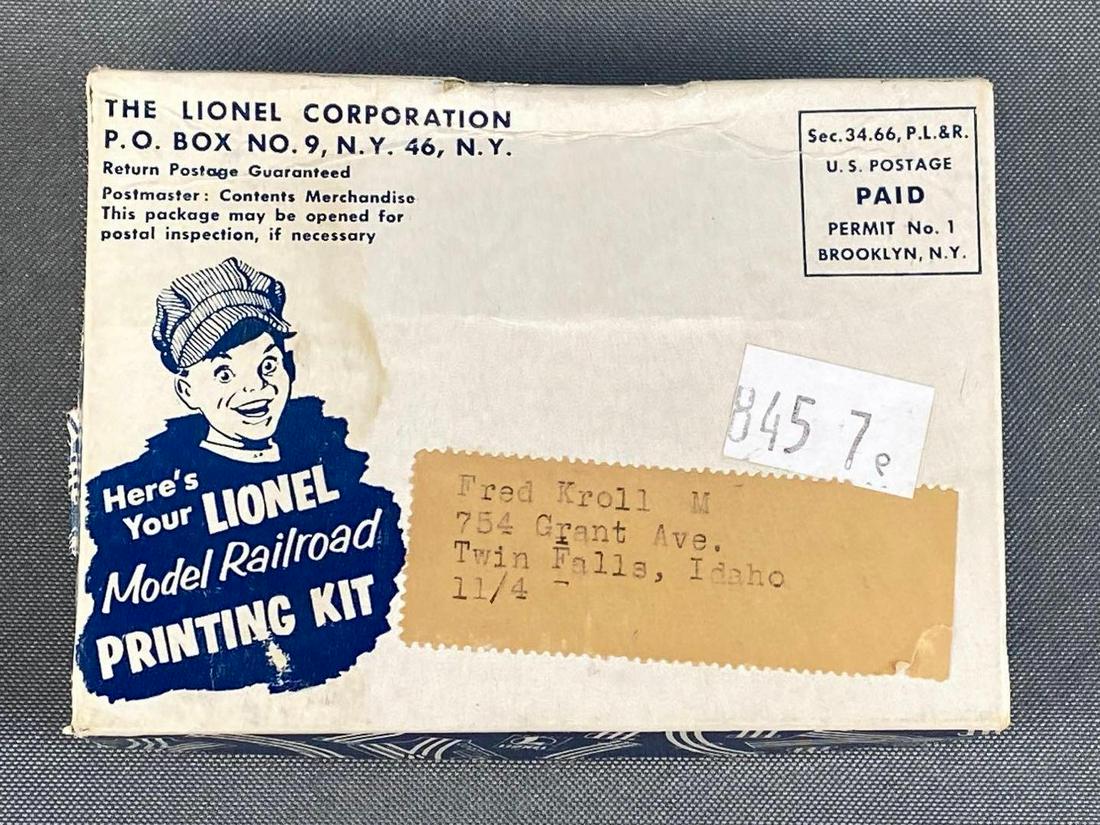 THE LIONEL CORPORATION
P.O. BOX NO. 9, N.Y. 46, N.Y.
Return Postage Guaranteed
Postmaster: Contents Merchandise
This package may be opened for
postal inspection, if necessary
Sec. 34.66, P.L.&R.
U.S. POSTAGE
PAID
PERMIT No. 1
BROOKLYN, N.Y.
Here's
Your LIONEL
Model Railroad
PRINTING KIT
845 7e
Fred Kroll M
754 Grant Ave.
Twin Falls, Idaho
11/4